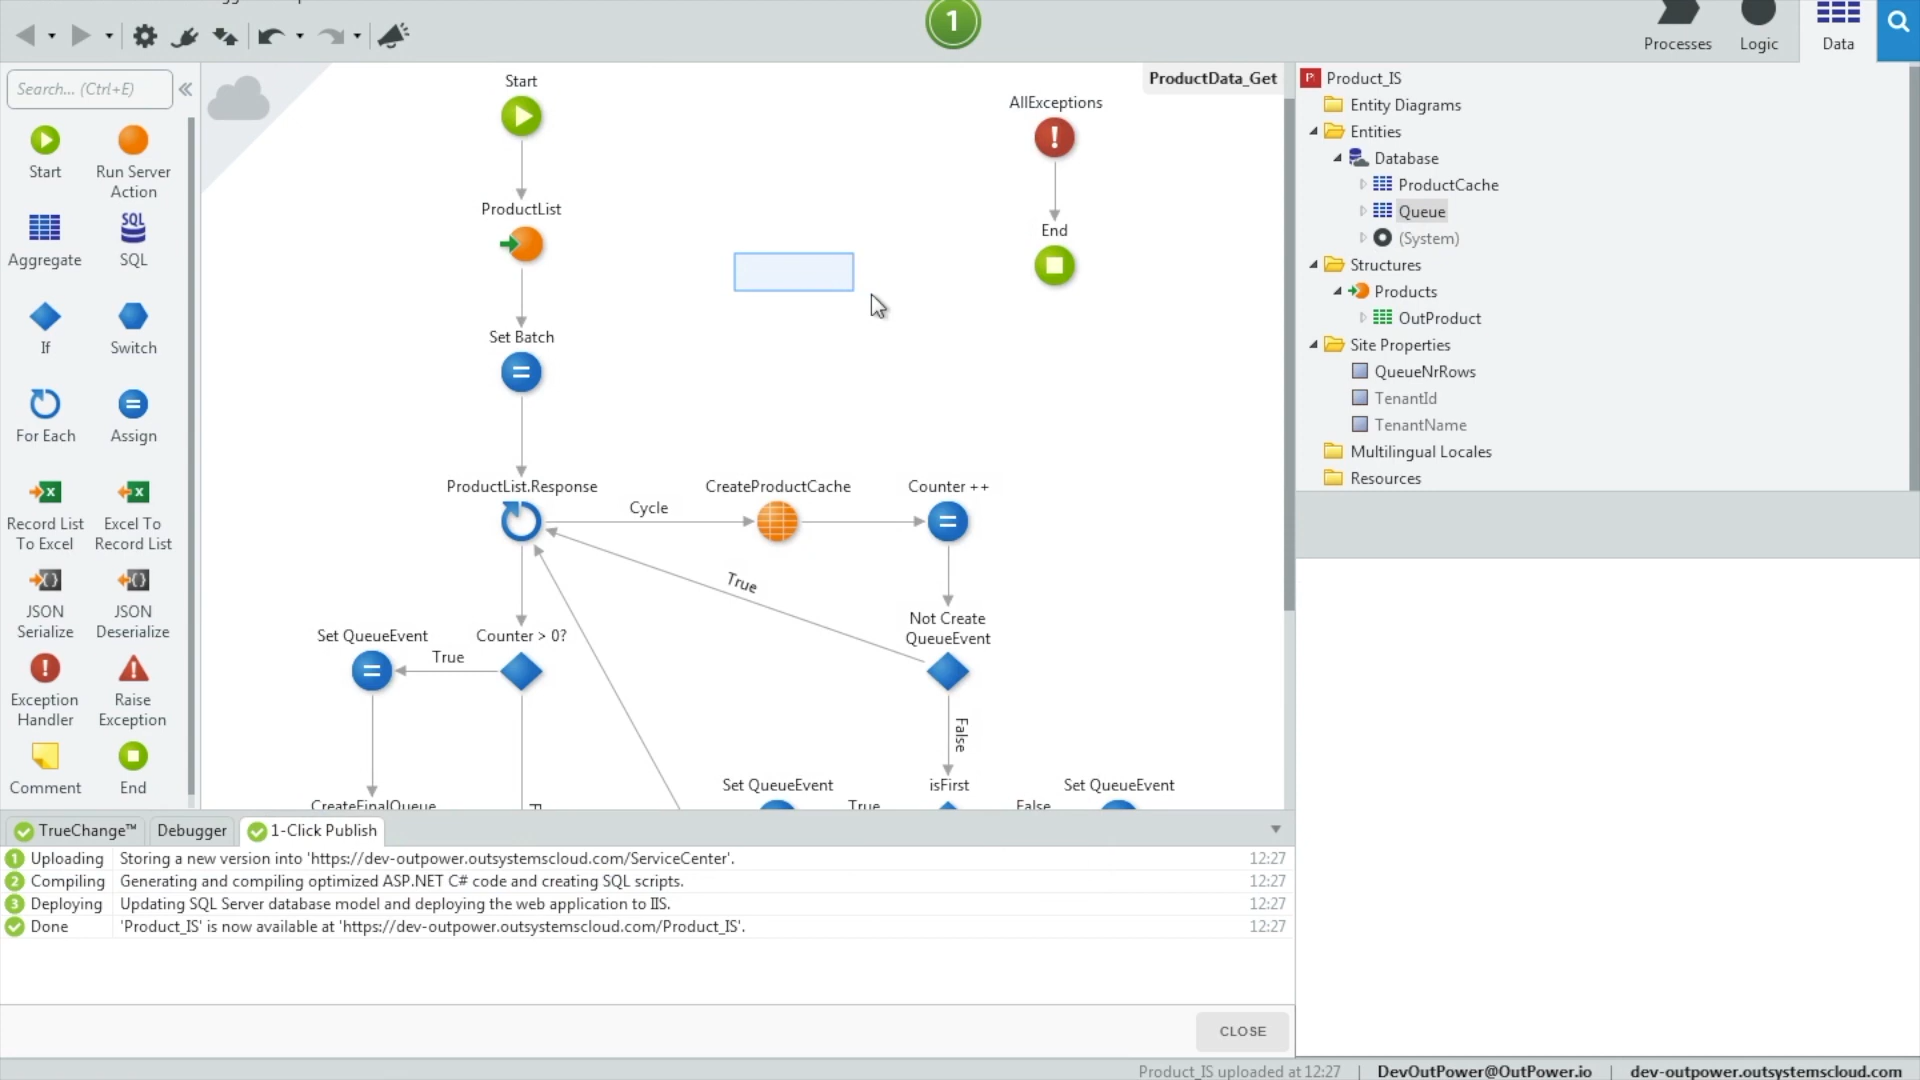 1
Processes
Logic
Data
Search... (Ctrl+E)
Start
Run Server
Action
Aggregate
SQL
SQL
If
Switch
For Each
Assign
Record List
To Excel
Excel To
Record List
JSON
Serialize
JSON
Deserialize
Exception
Handler
Raise
Exception
Comment
End
ProductData_Get
Start
AllExceptions
ProductList
End
Set Batch
ProductList.Response
Cycle
CreateProductCache
Counter ++
True
Not Create
QueueEvent
Set QueueEvent
True
Counter > 0?
False
Set QueueEvent
True
isFirst
False
Set QueueEvent
CreateFinalQueue
Product_IS
Entity Diagrams
Entities
Database
ProductCache
Queue
(System)
Structures
Products
OutProduct
Site Properties
QueueNrRows
TenantId
TenantName
Multilingual Locales
Resources
TrueChange™
Debugger
1-Click Publish
1 Uploading Storing a new version into 'https://dev-outpower.outsystemscloud.com/ServiceCenter'. 12:27
2 Compiling Generating and compiling optimized ASP.NET C# code and creating SQL scripts. 12:27
3 Deploying Updating SQL Server database model and deploying the web application to IIS. 12:27
Done 'Product_IS' is now available at 'https://dev-outpower.outsystemscloud.com/Product_IS'. 12:27
CLOSE
Product_IS uploaded at 12:27 | DevOutPower@OutPower.io | dev-outpower.outsystemscloud.com